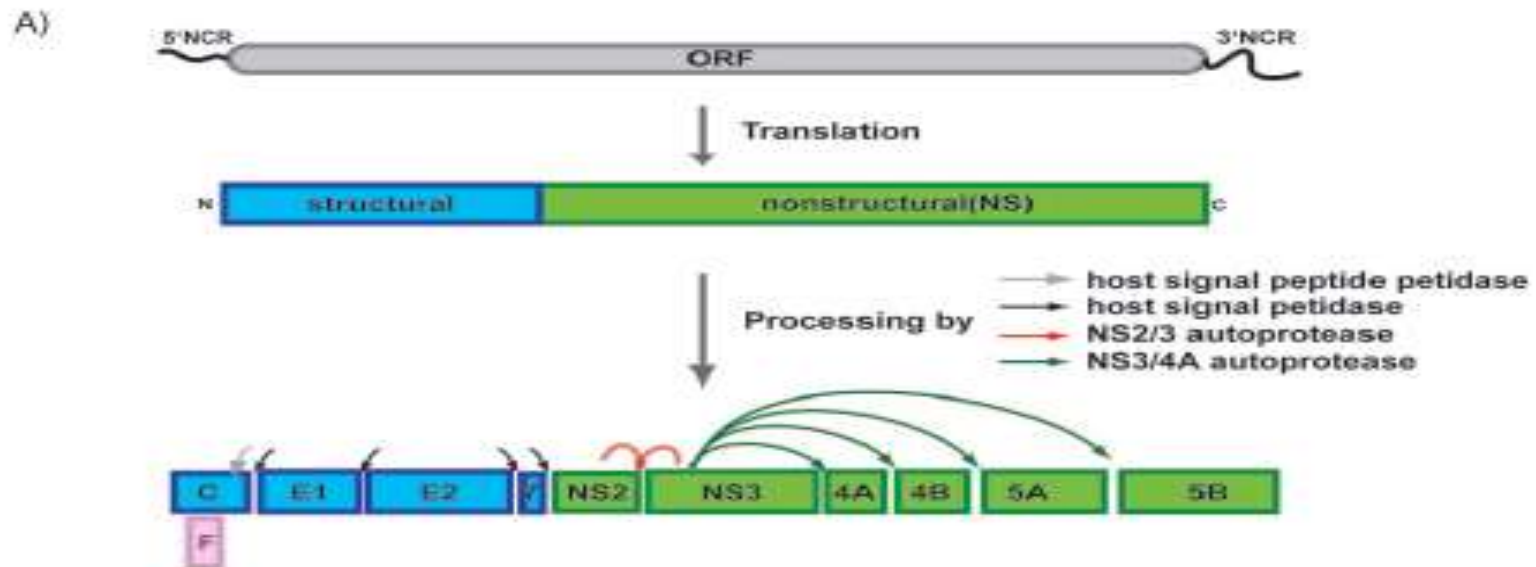 A)
5'NCR
3'NCR
ORF
Translation
N
structural
nonstructural(NS)
C
Processing by
host signal peptide petidase
host signal petidase
NS2/3 autoprotease
NS3/4A autoprotease
C
E1
E2
NS2
NS3
4A
4B
5A
5B
F